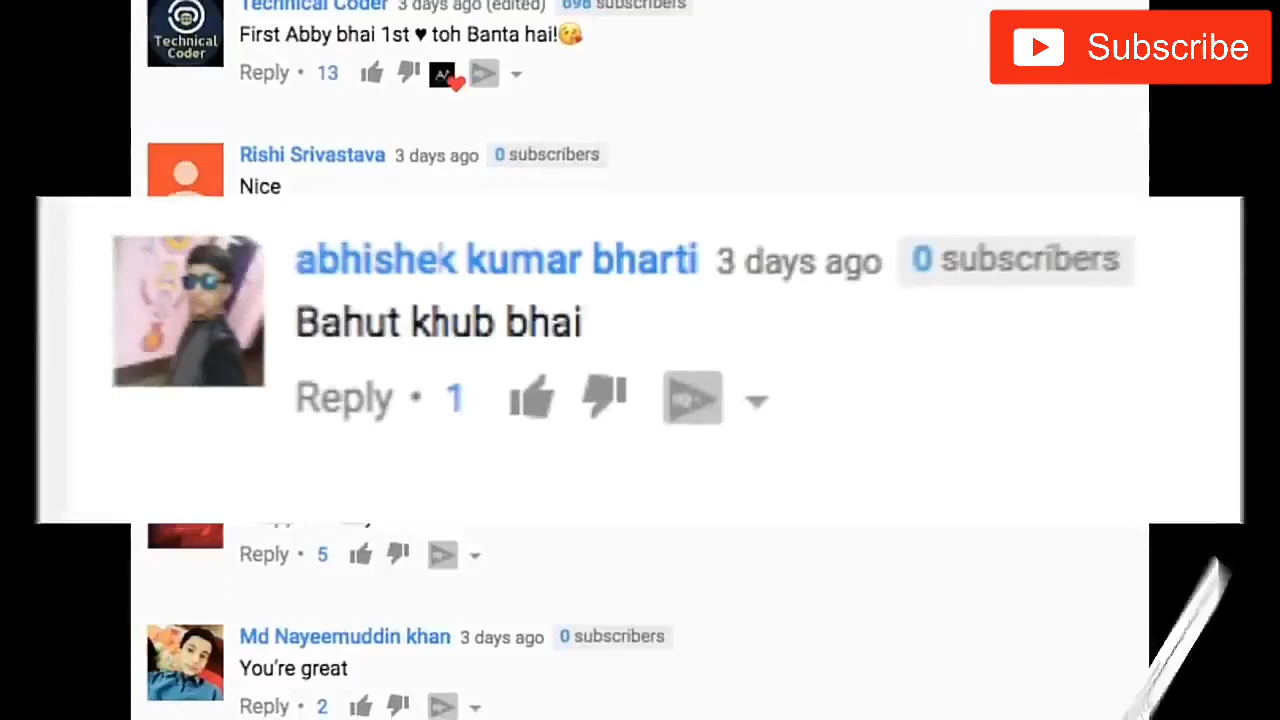 Technical Coder 3 days ago (edited) 698 subscribers
Technical
Coder
First Abby bhai 1st ♥ toh Banta hai!😘
Reply • 13
Subscribe
Rishi Srivastava 3 days ago 0 subscribers
Nice
abhishek kumar bharti 3 days ago 0 subscribers
Bahut khub bhai
Reply • 1
Reply • 5
Md Nayeemuddin khan 3 days ago 0 subscribers
You're great
Reply • 2